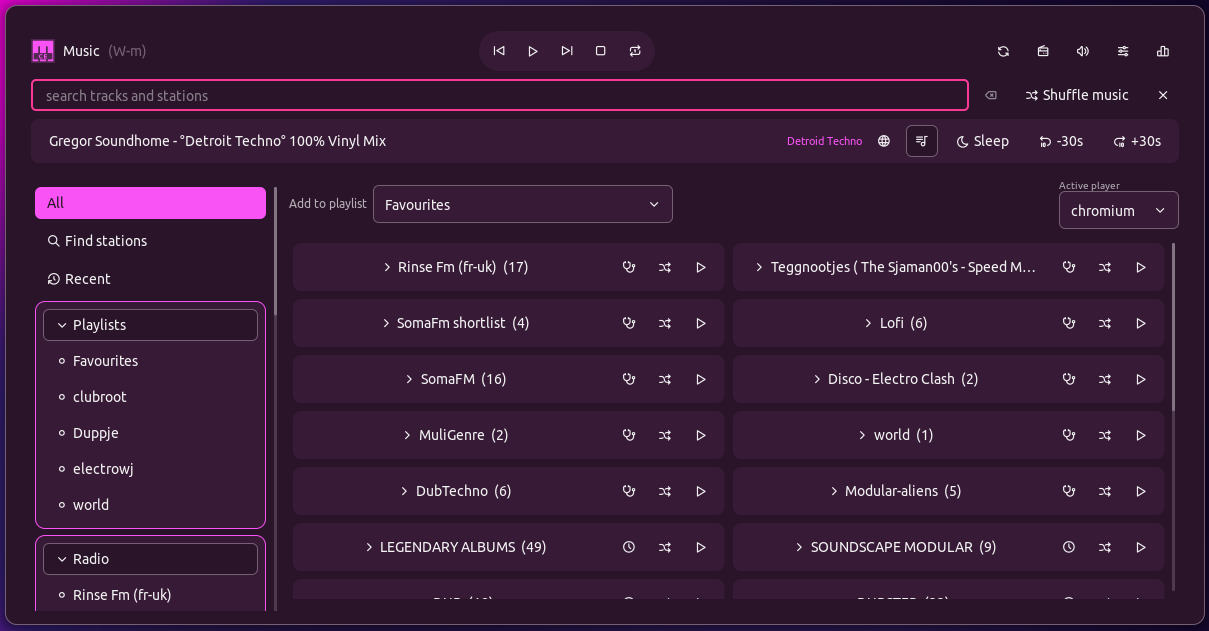 Music (W-m)
search tracks and stations
Shuffle music
Gregor Soundhome - °Detroit Techno° 100% Vinyl Mix
Detroid Techno
Sleep
-30s
+30s
All
Find stations
Recent
Playlists
Favourites
clubroot
Duppje
electrowj
world
Radio
Rinse Fm (fr-uk)
Add to playlist
Favourites
Active player
chromium
Rinse Fm (fr-uk) (17)
Teggnootjes ( The Sjaman00's - Speed M…
SomaFm shortlist (4)
Lofi (6)
SomaFM (16)
Disco - Electro Clash (2)
MuliGenre (2)
world (1)
DubTechno (6)
Modular-aliens (5)
LEGENDARY ALBUMS (49)
SOUNDSCAPE MODULAR (9)